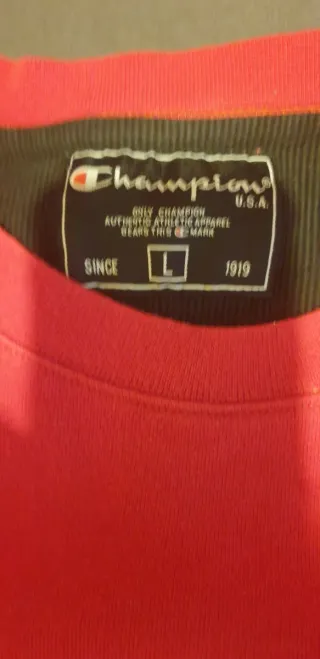 Champion
U.S.A.
ONLY CHAMPION
AUTHENTIC ATHLETIC APPAREL
BEARS THIS C MARK
SINCE L 1919